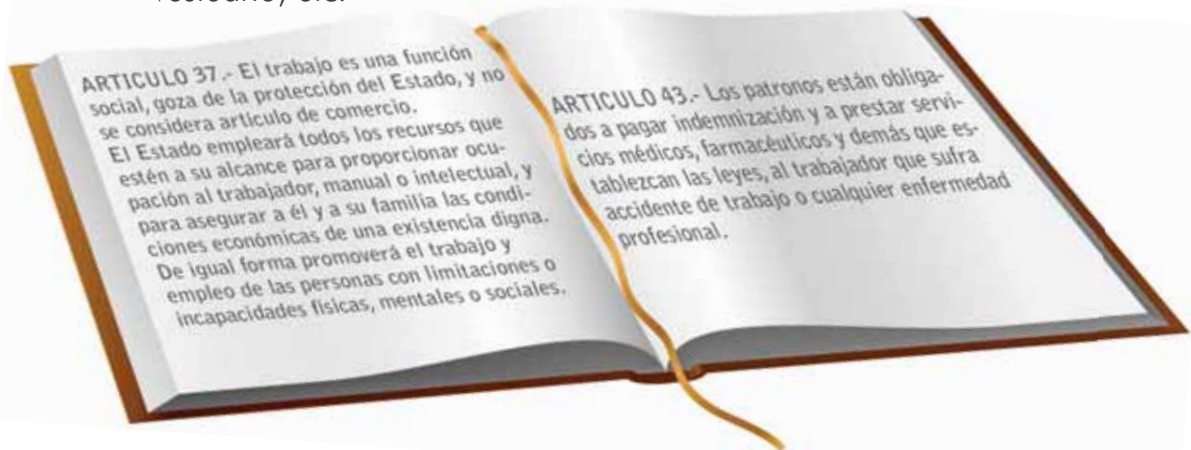 ARTICULO 37.- El trabajo es una función
social, goza de la protección del Estado, y no
se considera artículo de comercio.
El Estado empleará todos los recursos que
estén a su alcance para proporcionar ocu-
pación al trabajador, manual o intelectual, y
para asegurar a él y a su familia las condi-
ciones económicas de una existencia digna.
De igual forma promoverá el trabajo y
empleo de las personas con limitaciones o
incapacidades físicas, mentales o sociales.
ARTICULO 43.- Los patronos están obliga-
dos a pagar indemnización y a prestar servi-
cios médicos, farmacéuticos y demás que es-
tablezcan las leyes, al trabajador que sufra
accidente de trabajo o cualquier enfermedad
profesional.